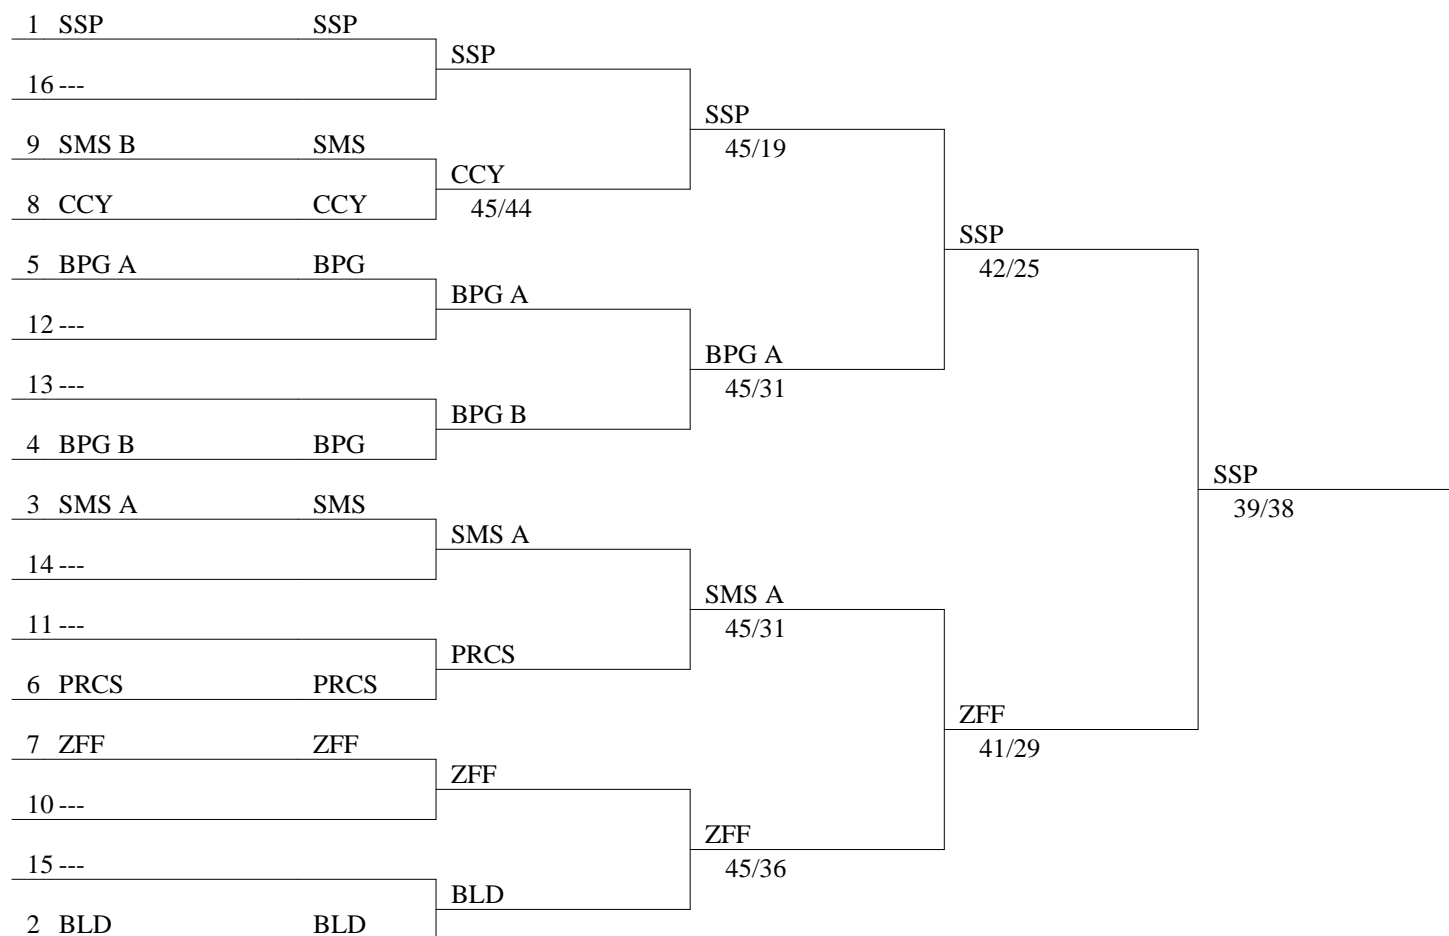 1 SSP SSP
SSP
16 ---
SSP
45/19
9 SMS B SMS
CCY
45/44
8 CCY CCY
SSP
42/25
5 BPG A BPG
BPG A
12 ---
BPG A
45/31
13 ---
BPG B
4 BPG B BPG
SSP
39/38
3 SMS A SMS
SMS A
14 ---
SMS A
45/31
11 ---
PRCS
6 PRCS PRCS
ZFF
41/29
7 ZFF ZFF
ZFF
10 ---
ZFF
45/36
15 ---
BLD
2 BLD BLD